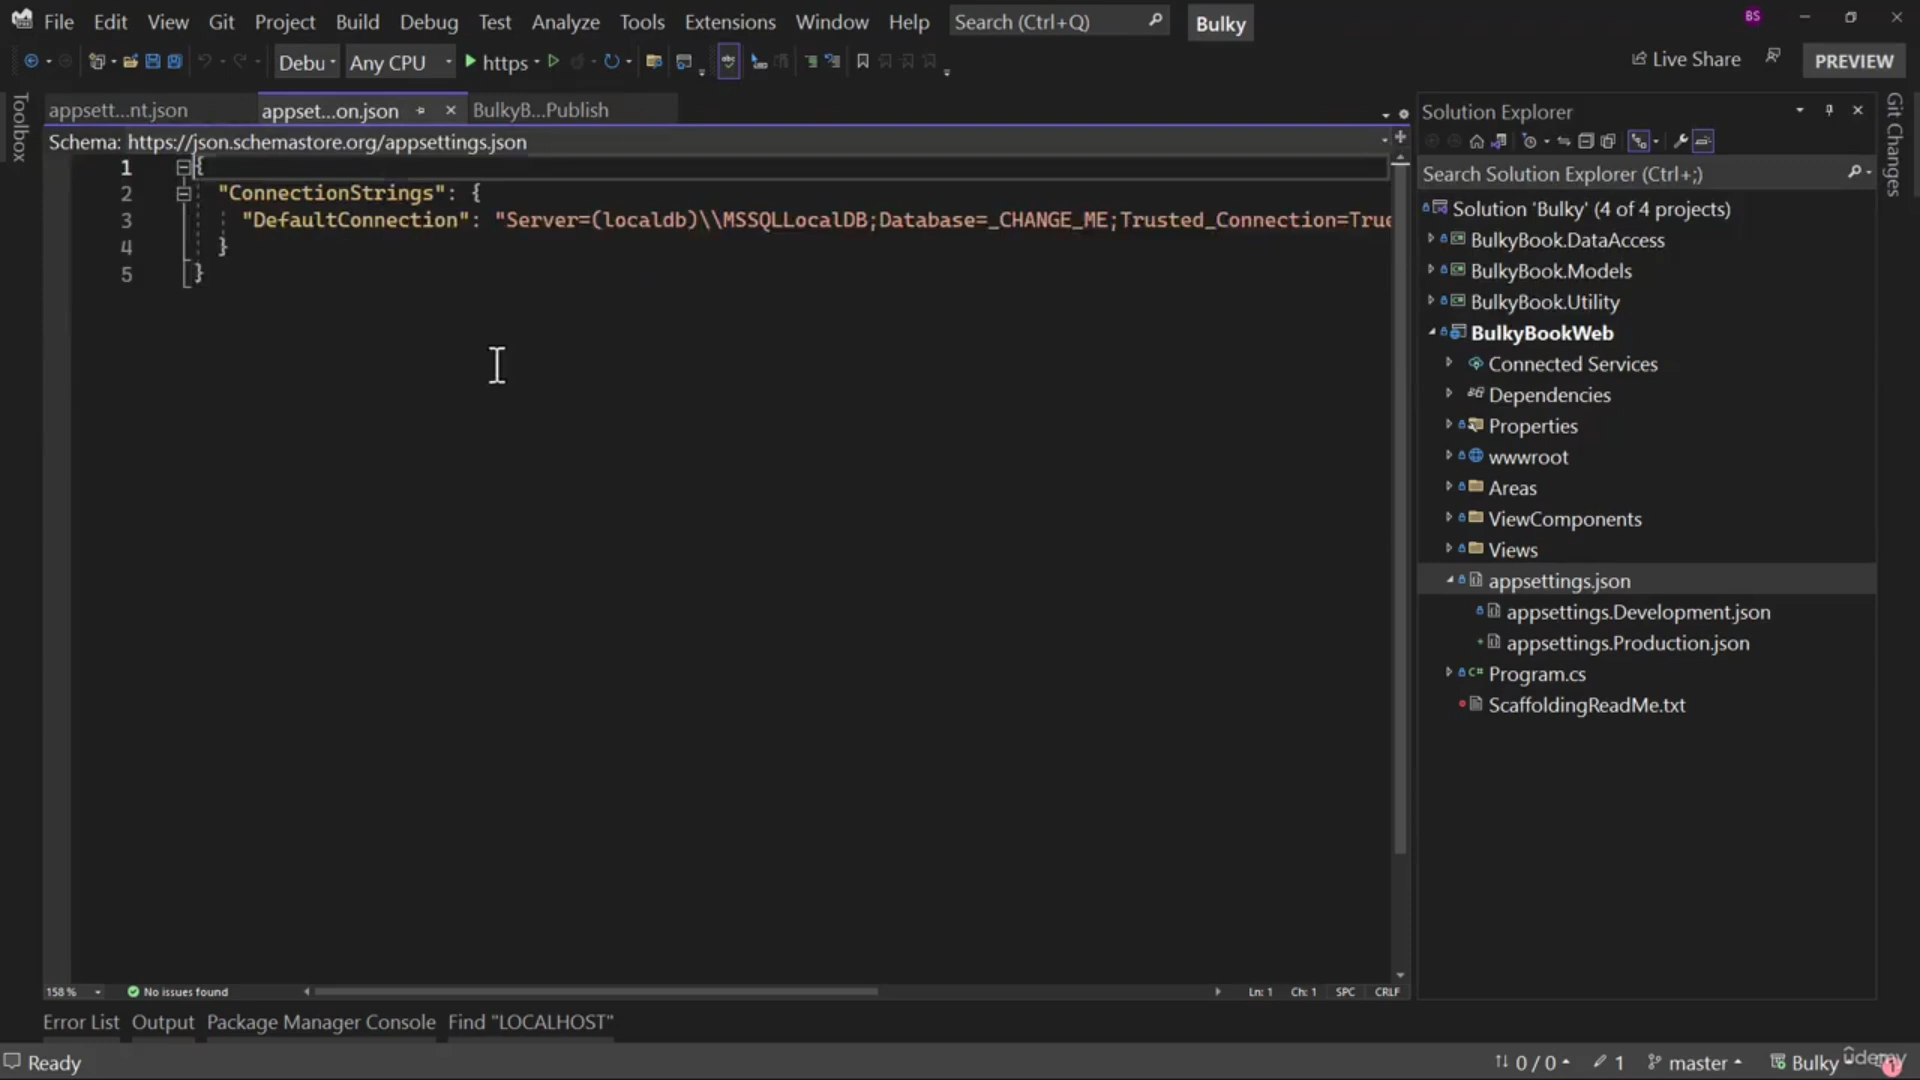 File Edit View Git Project Build Debug Test Analyze Tools Extensions Window Help Search (Ctrl+Q) Bulky
BS
Debu Any CPU https Live Share PREVIEW
Toolbox
appsett...nt.json appset...on.json BulkyB...Publish
Schema: https://json.schemastore.org/appsettings.json
1 {
2 "ConnectionStrings": {
3 "DefaultConnection": "Server=(localdb)\\MSSQLLocalDB;Database=_CHANGE_ME;Trusted_Connection=True
4 }
5 }
158 % No issues found Ln: 1 Ch: 1 SPC CRLF
Solution Explorer
Search Solution Explorer (Ctrl+;)
Solution 'Bulky' (4 of 4 projects)
BulkyBook.DataAccess
BulkyBook.Models
BulkyBook.Utility
BulkyBookWeb
Connected Services
Dependencies
Properties
wwwroot
Areas
ViewComponents
Views
appsettings.json
appsettings.Development.json
appsettings.Production.json
C# Program.cs
ScaffoldingReadMe.txt
Git Changes
Error List Output Package Manager Console Find "LOCALHOST"
Ready 0 / 0 1 master Bulky 1
udemy